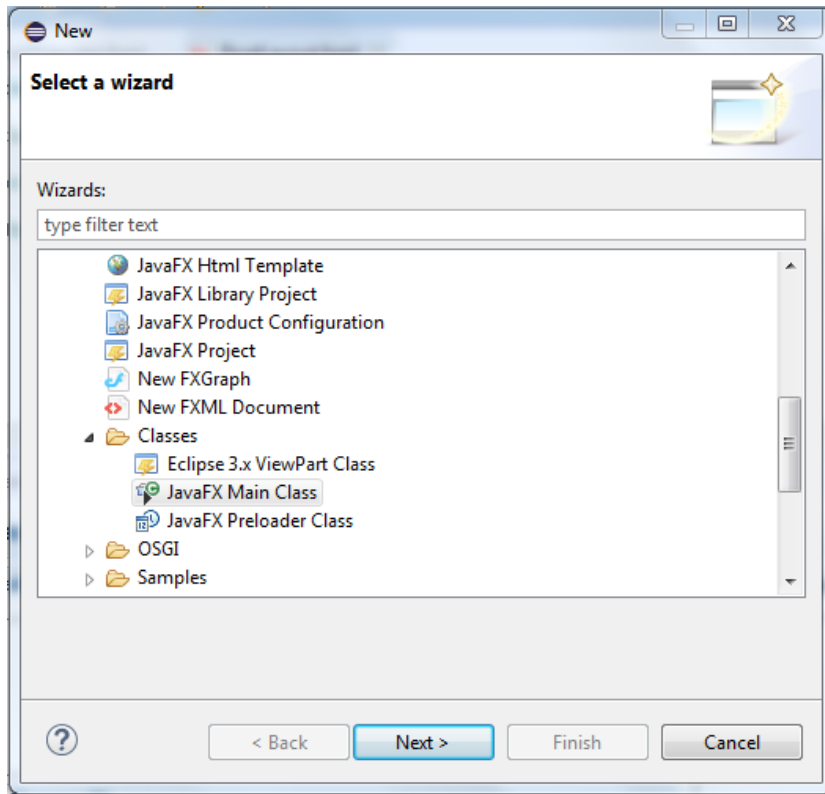 New
Select a wizard
Wizards:
type filter text
JavaFX Html Template
JavaFX Library Project
JavaFX Product Configuration
JavaFX Project
New FXGraph
New FXML Document
Classes
Eclipse 3.x ViewPart Class
JavaFX Main Class
JavaFX Preloader Class
OSGI
Samples
< Back Next > Finish Cancel